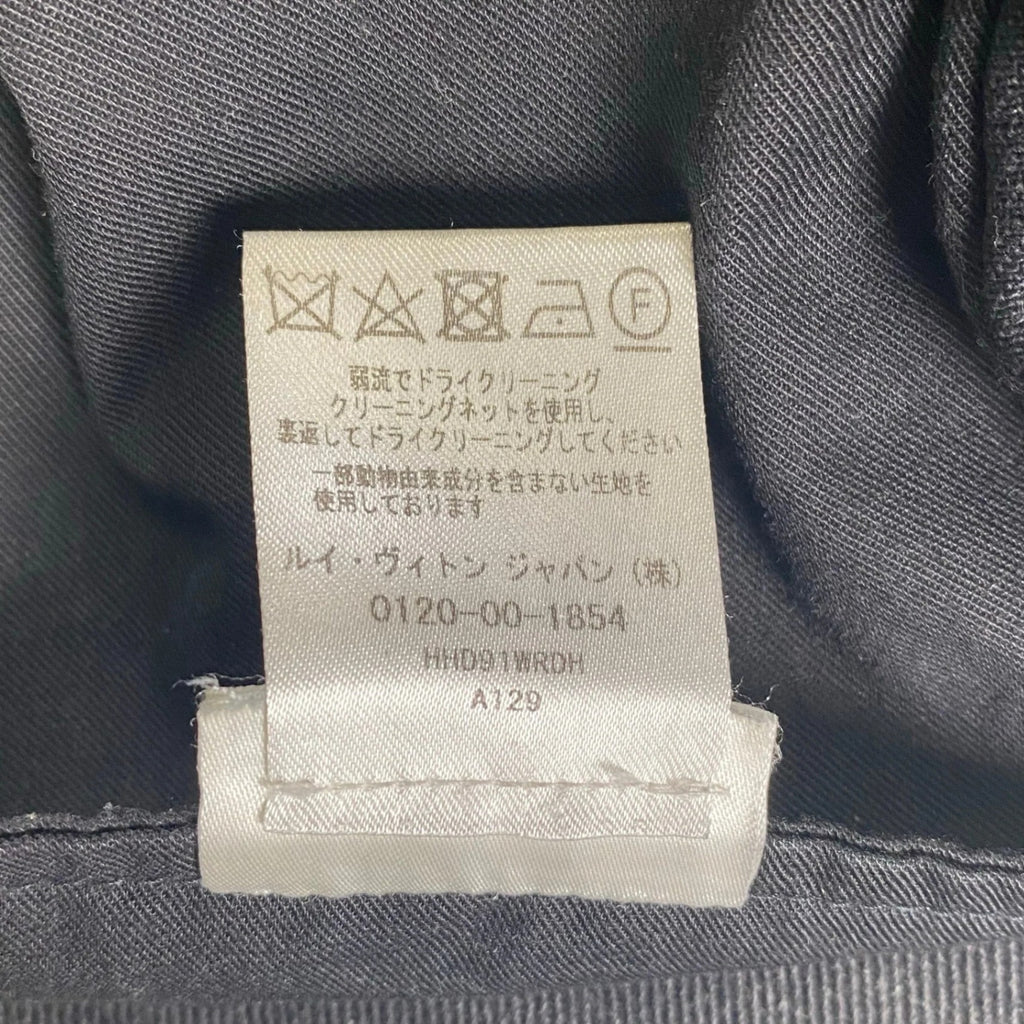 F
弱流でドライクリーニング
クリーニングネットを使用し、
裏返してドライクリーニングしてください
一部動物由来成分を含まない生地を
使用しております
ルイ・ヴィトン ジャパン (株)
0120-00-1854
HHD91WRDH
A129